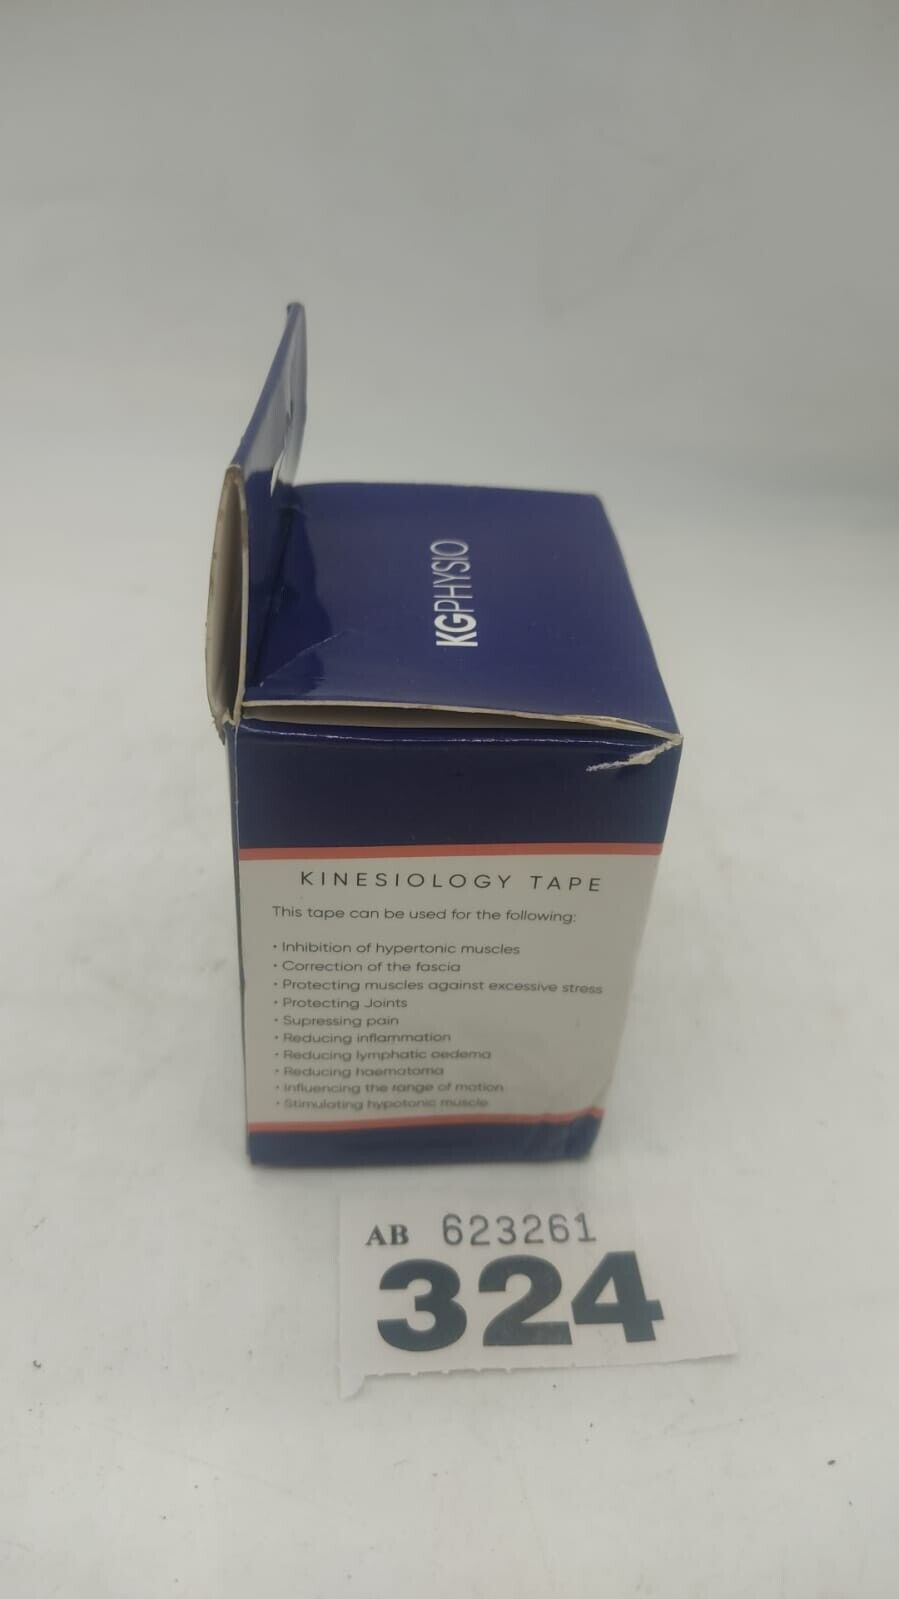 KGPHYSIO
KINESIOLOGY TAPE
This tape can be used for the following:
• Inhibition of hypertonic muscles
• Correction of the fascia
• Protecting muscles against excessive stress
• Protecting Joints
• Supressing pain
• Reducing inflammation
• Reducing lymphatic oedema
• Reducing haematoma
• Influencing the range of motion
• Stimulating hypotonic muscle
AB 623261
324